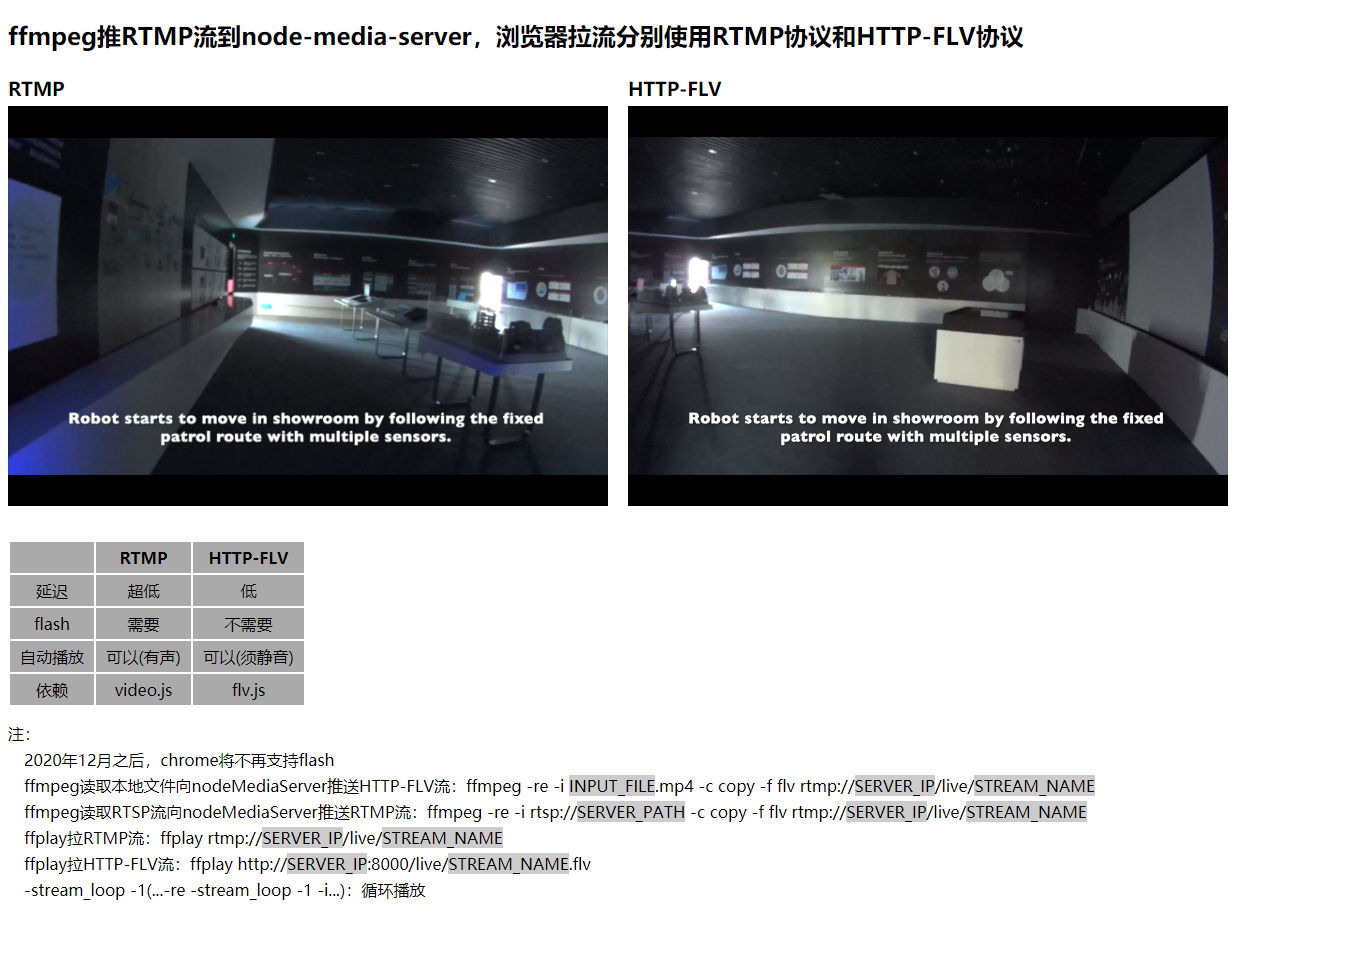 ffmpeg推RTMP流到node-media-server，浏览器拉流分别使用RTMP协议和HTTP-FLV协议
RTMP
HTTP-FLV
Robot starts to move in showroom by following the fixed
patrol route with multiple sensors.
Robot starts to move in showroom by following the fixed
patrol route with multiple sensors.
RTMP HTTP-FLV
延迟 超低 低
flash 需要 不需要
自动播放 可以(有声) 可以(须静音)
依赖 video.js flv.js
注：
2020年12月之后，chrome将不再支持flash
ffmpeg读取本地文件向nodeMediaServer推送HTTP-FLV流：ffmpeg -re -i INPUT_FILE.mp4 -c copy -f flv rtmp://SERVER_IP/live/STREAM_NAME
ffmpeg读取RTSP流向nodeMediaServer推送RTMP流：ffmpeg -re -i rtsp://SERVER_PATH -c copy -f flv rtmp://SERVER_IP/live/STREAM_NAME
ffplay拉RTMP流：ffplay rtmp://SERVER_IP/live/STREAM_NAME
ffplay拉HTTP-FLV流：ffplay http://SERVER_IP:8000/live/STREAM_NAME.flv
-stream_loop -1(...-re -stream_loop -1 -i...)：循环播放